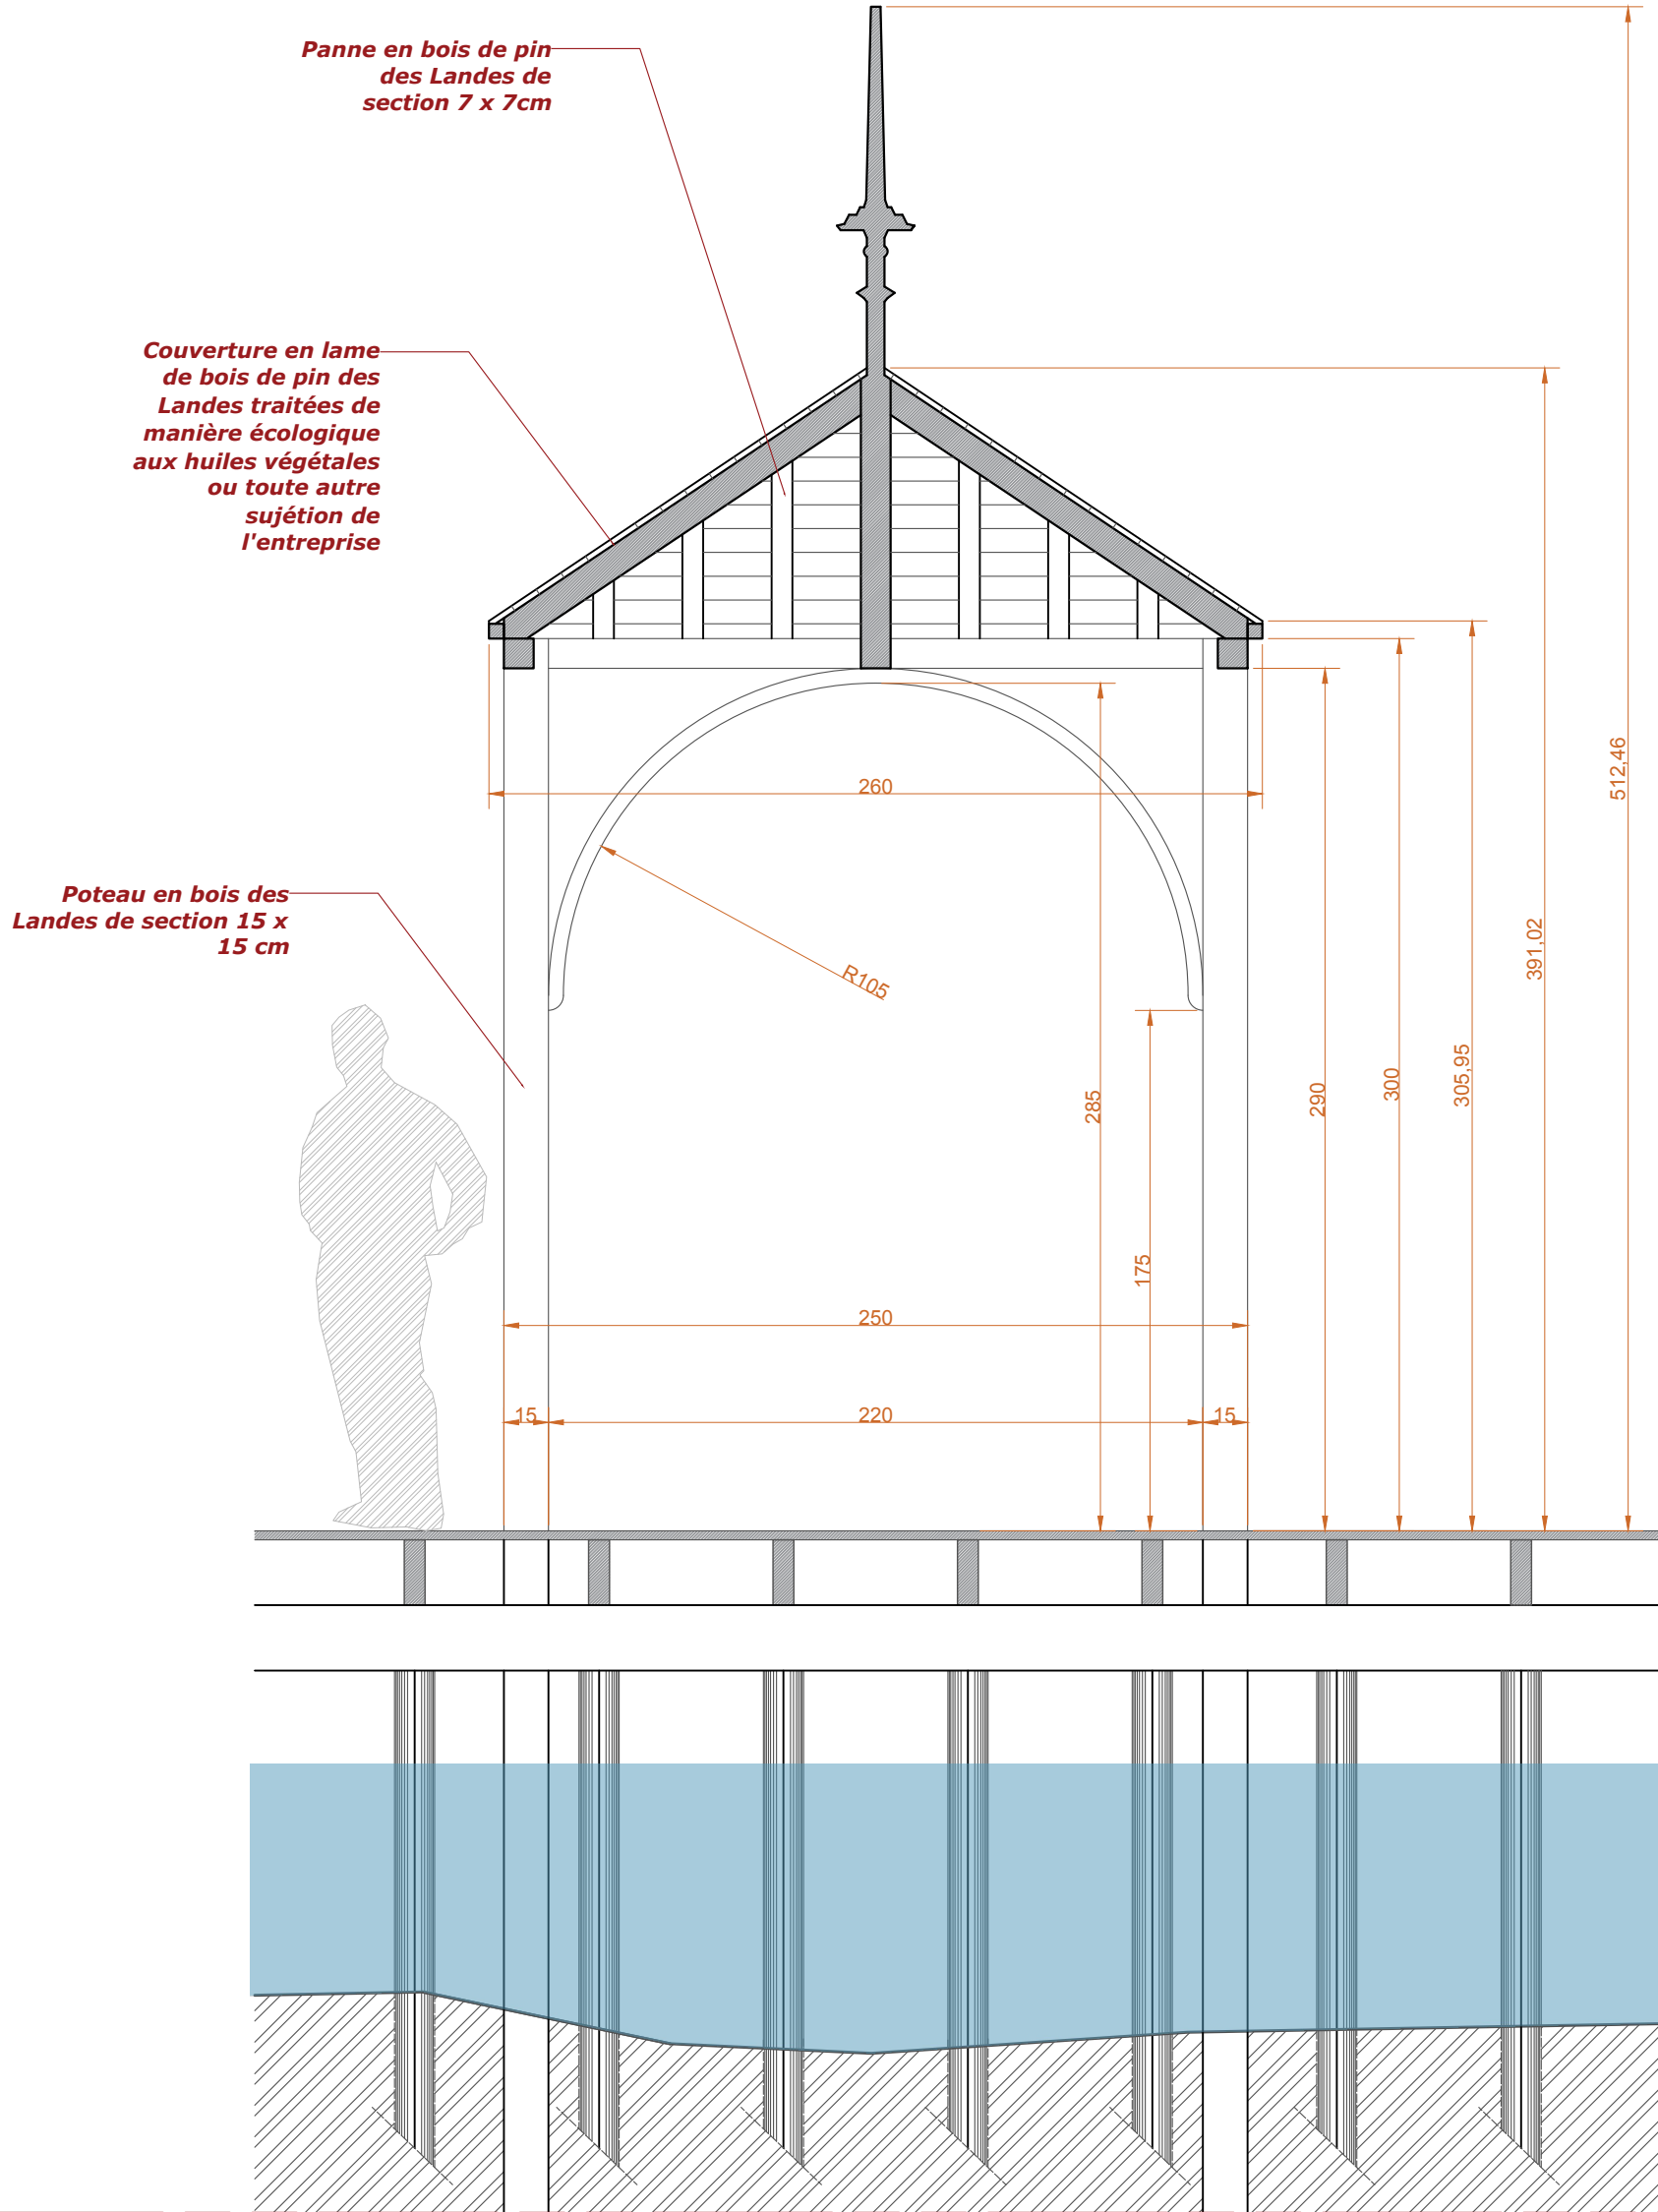 Panne en bois de pin
des Landes de
section 7 x 7cm
Couverture en lame
de bois de pin des
Landes traitées de
manière écologique
aux huiles végétales
ou toute autre
sujétion de
l'entreprise
512,46
260
Poteau en bois des
Landes de section 15 x
15 cm
391,02
R105
305,95
300
290
285
175
250
15
220
15